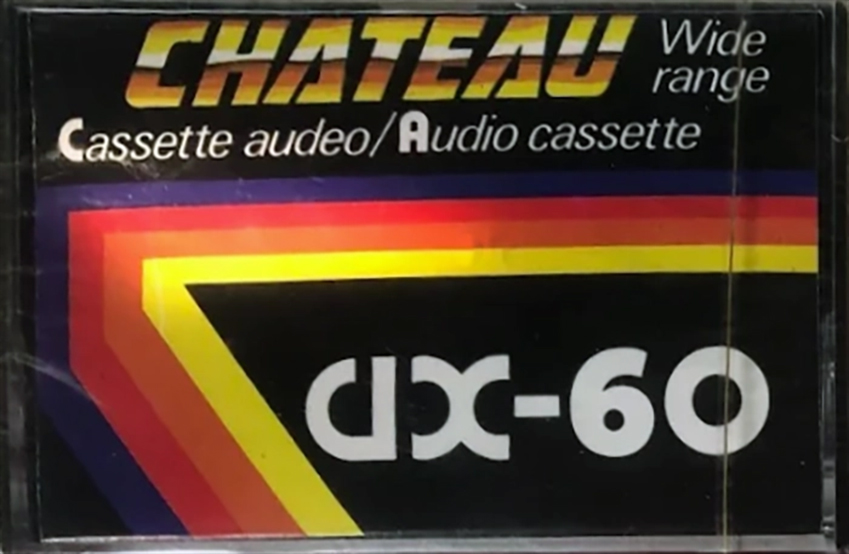 CHATEAU
Wide
range
Cassette audeo/Audio cassette
dx-60